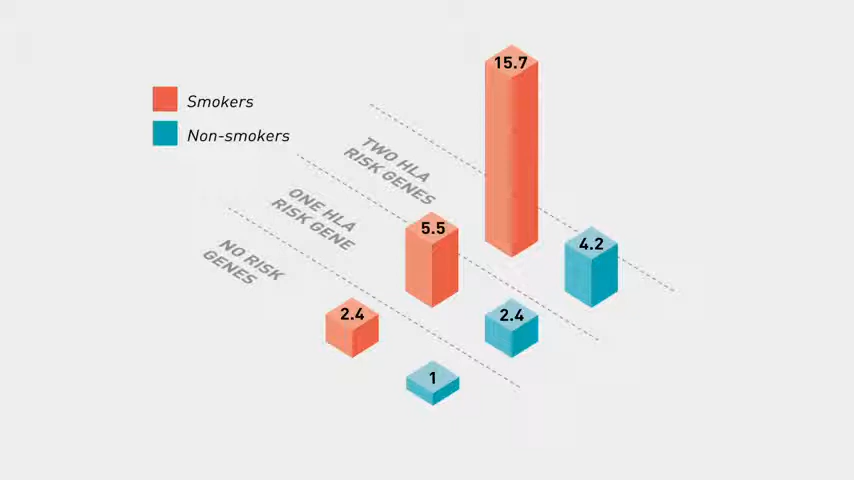 15.7
Smokers
Non-smokers
TWO HLA
RISK GENES
ONE HLA
RISK GENE
5.5
4.2
NO RISK
GENES
2.4
2.4
1